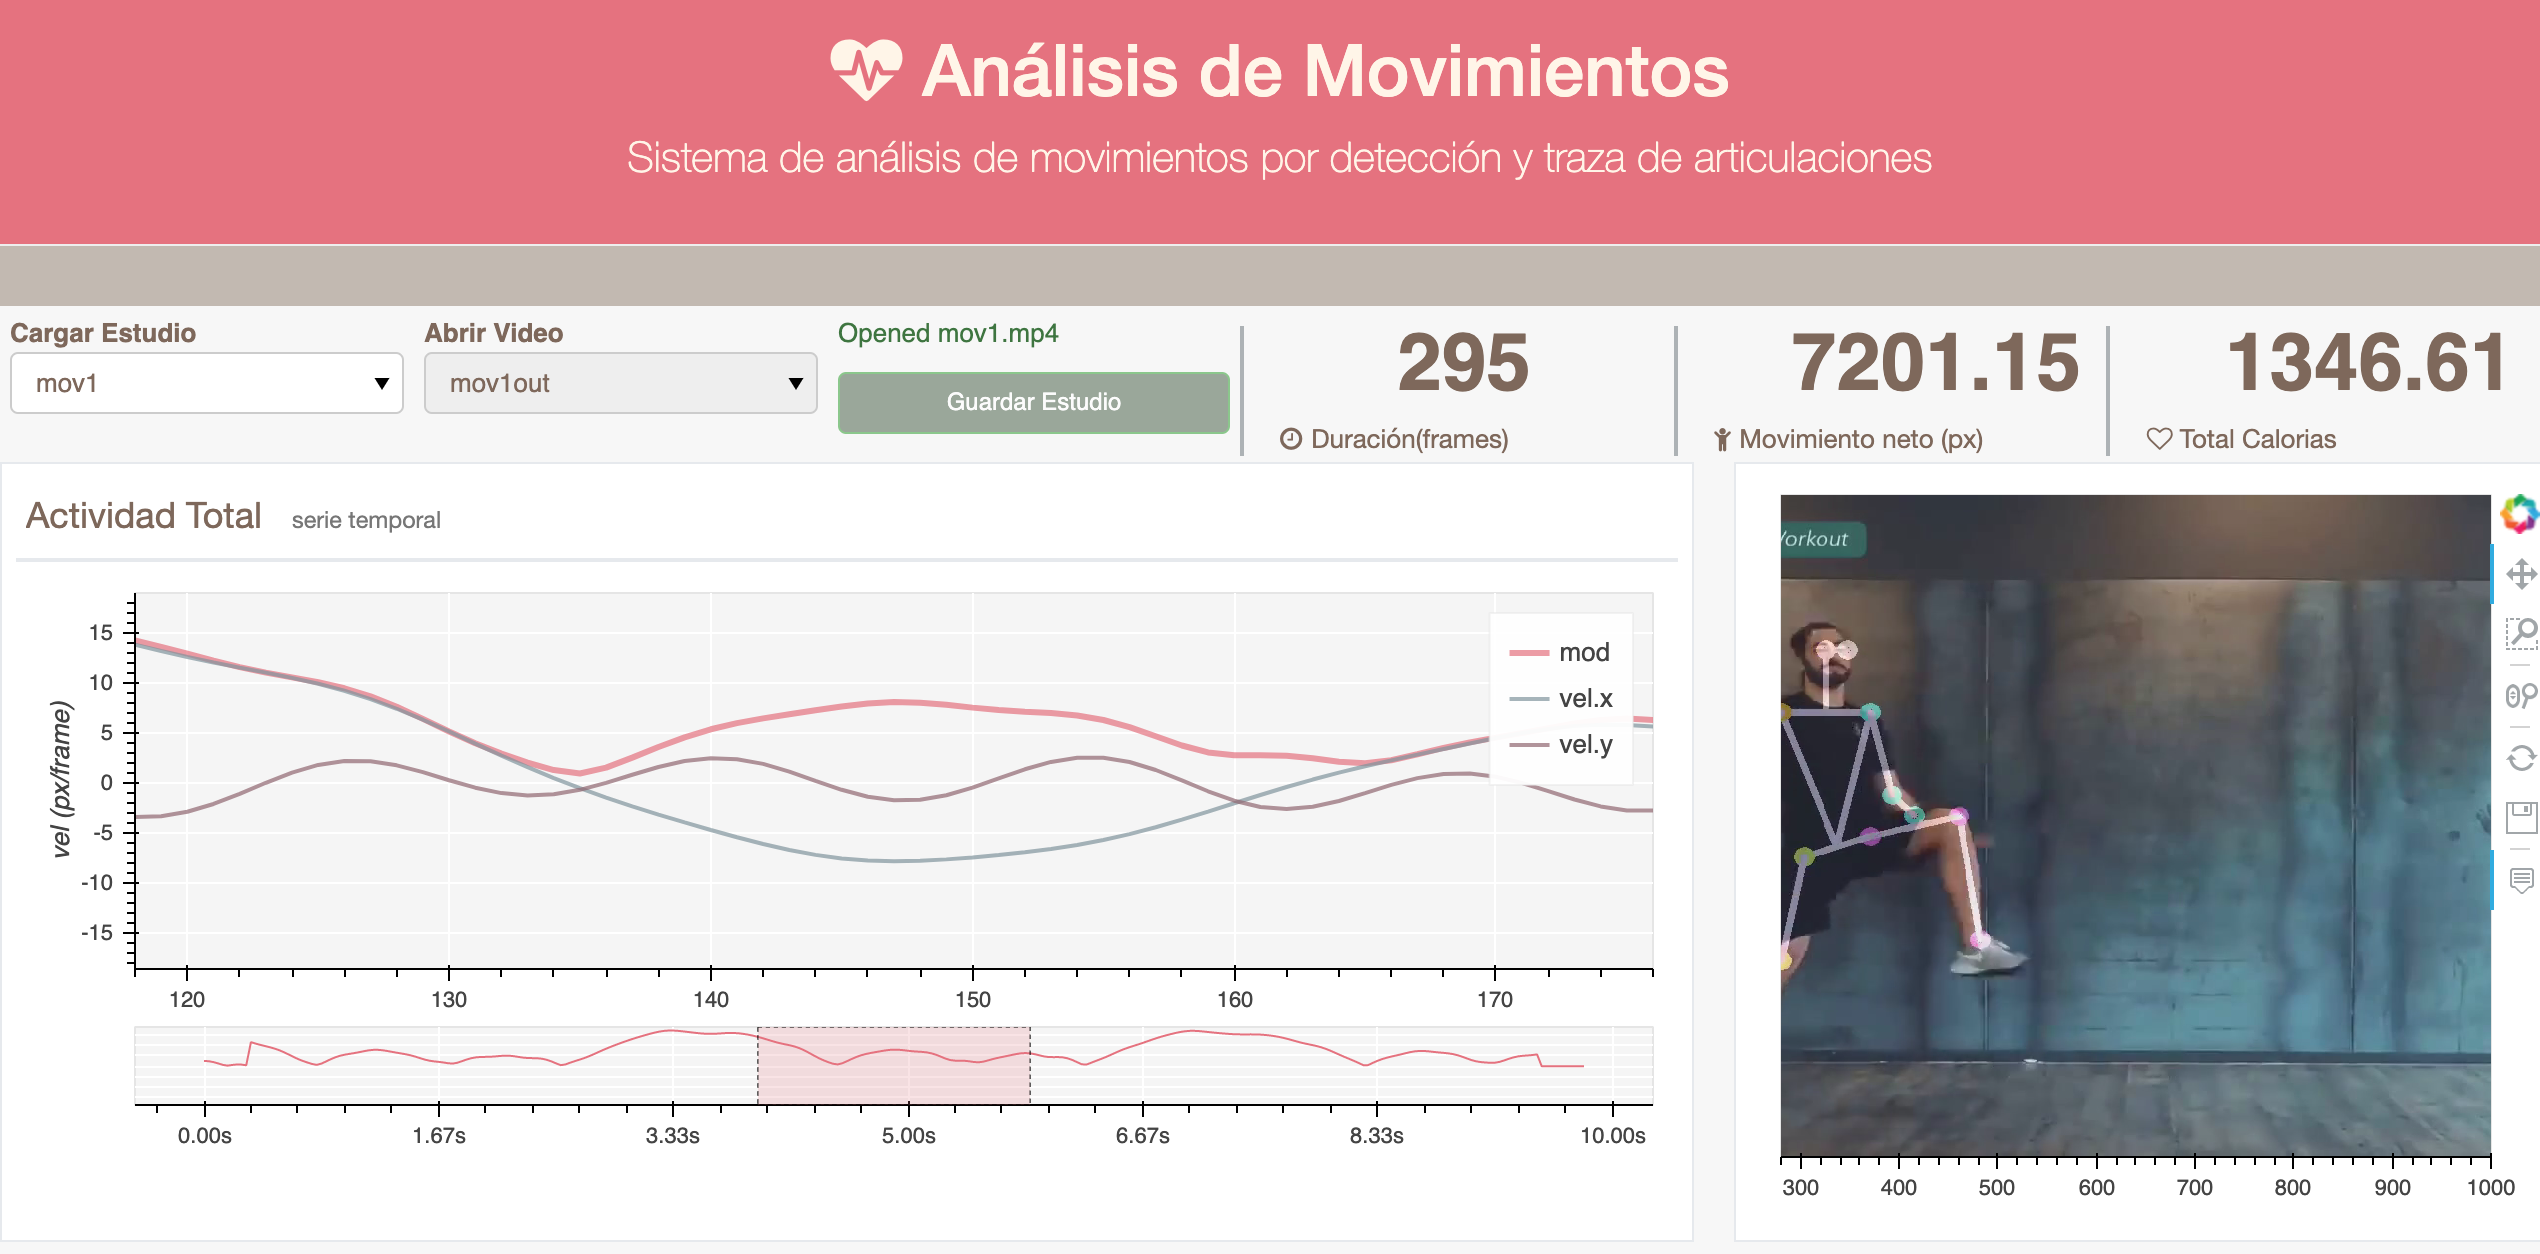 Análisis de Movimientos
Sistema de análisis de movimientos por detección y traza de articulaciones
Cargar Estudio
mov1
Abrir Video
mov1out
Opened mov1.mp4
Guardar Estudio
295
Duración(frames)
7201.15
Movimiento neto (px)
1346.61
Total Calorias
Actividad Total serie temporal
vel (px/frame)
15
10
5
0
-5
-10
-15
mod
vel.x
vel.y
120 130 140 150 160 170
0.00s 1.67s 3.33s 5.00s 6.67s 8.33s 10.00s
orkout
300 400 500 600 700 800 900 1000